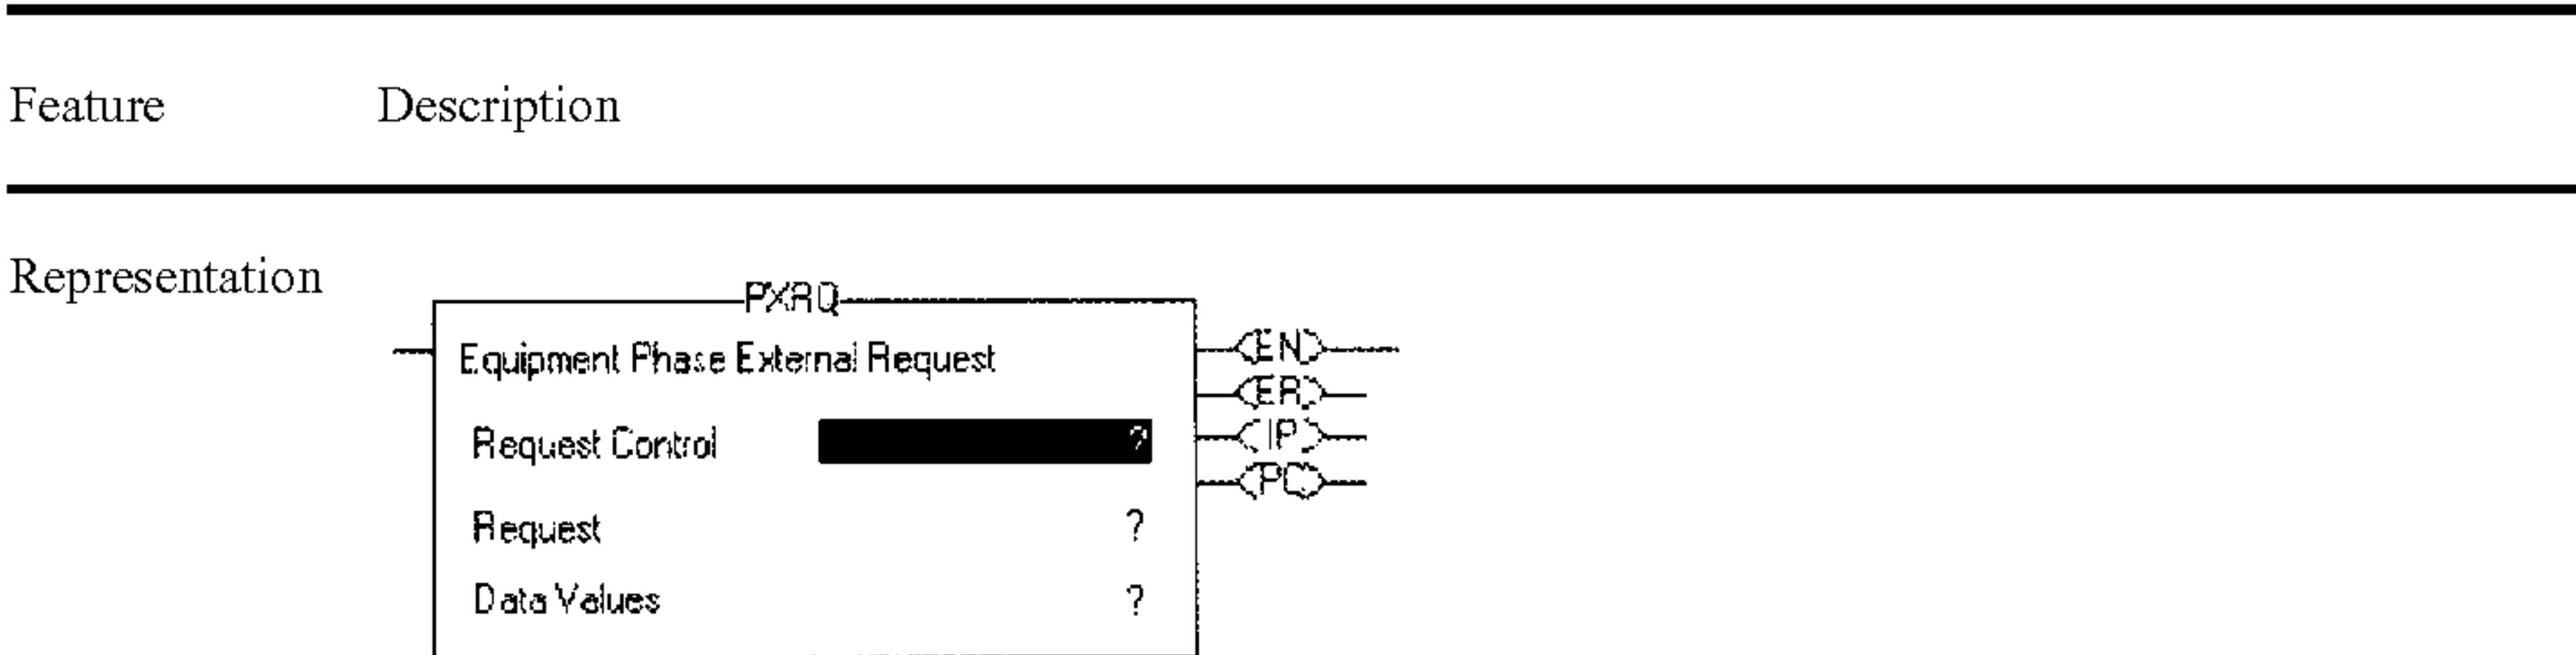 Feature Description
Representation
PXRQ
Equipment Phase External Request
EN
ER
Request Control ?
IP
PC
Request ?
Data Values ?